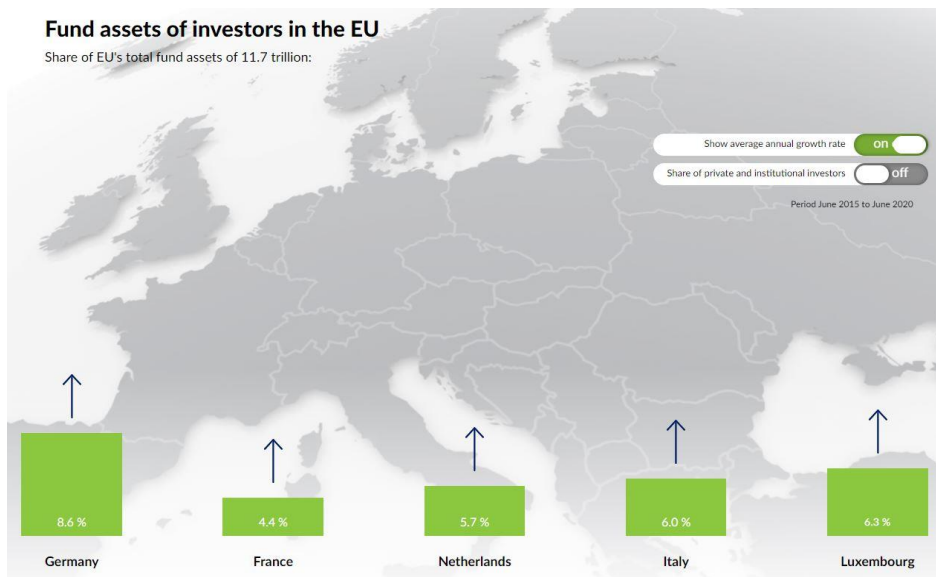 Fund assets of investors in the EU
Share of EU's total fund assets of 11.7 trillion:
Show average annual growth rate on
Share of private and institutional investors off
Period June 2015 to June 2020
8.6 % 4.4 % 5.7 % 6.0 % 6.3 %
Germany France Netherlands Italy Luxembourg